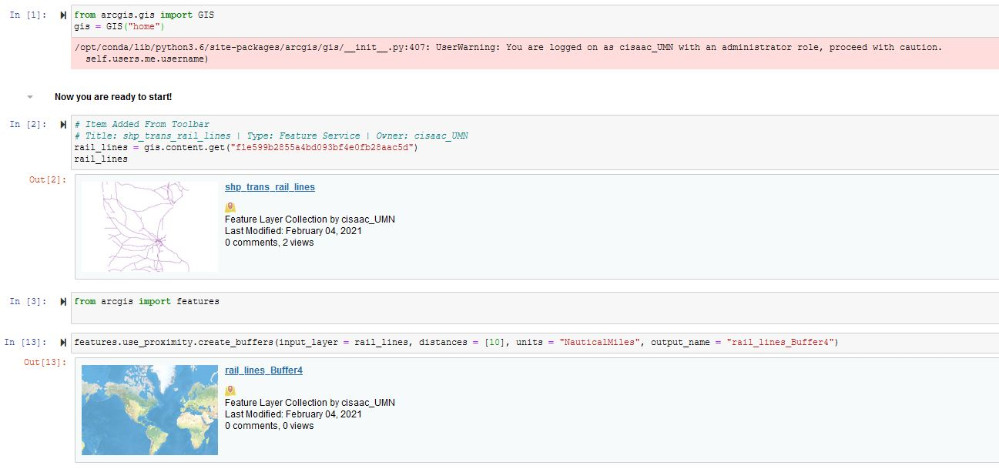 In [1]:
from arcgis.gis import GIS
gis = GIS("home")
/opt/conda/lib/python3.6/site-packages/arcgis/gis/__init__.py:407: UserWarning: You are logged on as cisaac_UMN with an administrator role, proceed with caution.
self.users.me.username)
Now you are ready to start!
In [2]:
# Item Added From Toolbar
# Title: shp_trans_rail_lines | Type: Feature Service | Owner: cisaac_UMN
rail_lines = gis.content.get("f1e599b2855a4bd093bf4e0fb28aac5d")
rail_lines
Out[2]:
shp_trans_rail_lines
Feature Layer Collection by cisaac_UMN
Last Modified: February 04, 2021
0 comments, 2 views
In [3]:
from arcgis import features
In [13]:
features.use_proximity.create_buffers(input_layer = rail_lines, distances = [10], units = "NauticalMiles", output_name = "rail_lines_Buffer4")
Out[13]:
rail_lines_Buffer4
Feature Layer Collection by cisaac_UMN
Last Modified: February 04, 2021
0 comments, 0 views